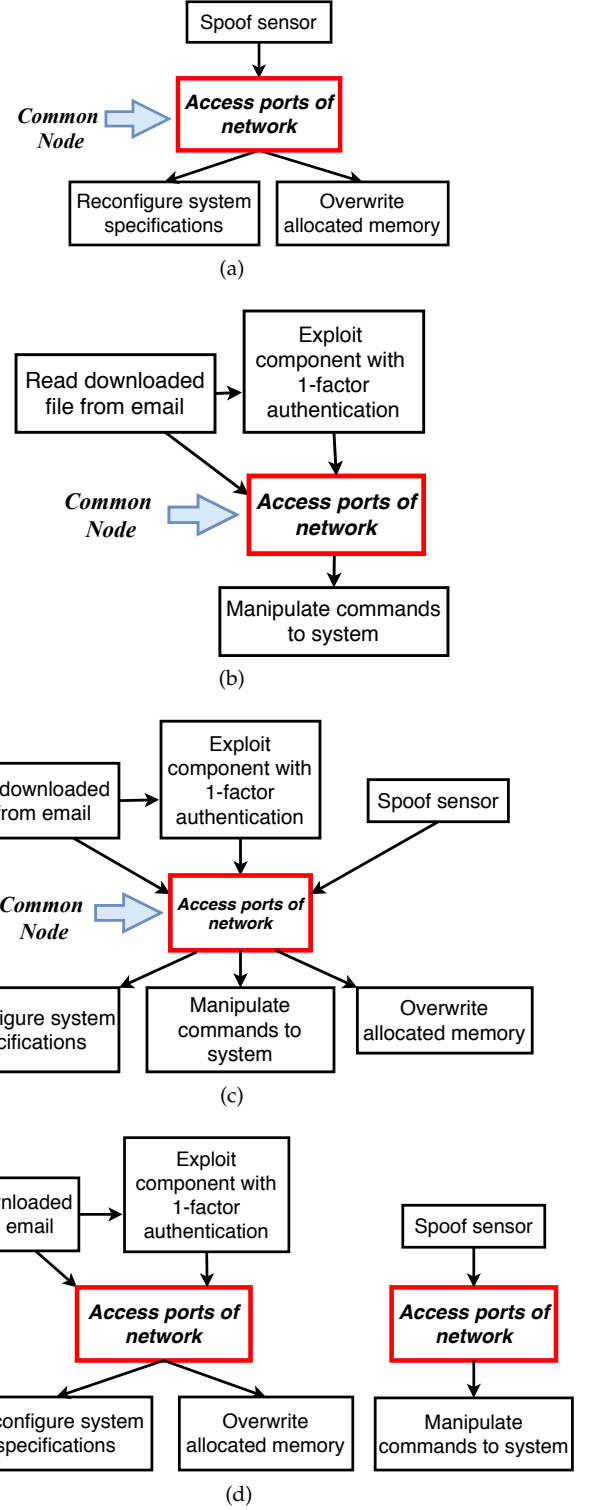 Spoof sensor
Access ports of
network
Common
Node
Reconfigure system
specifications
Overwrite
allocated memory
(a)
Exploit
component with
1-factor
authentication
Read downloaded
file from email
Common
Node
Access ports of
network
Manipulate commands
to system
(b)
Exploit
component with
1-factor
authentication
downloaded
from email
Spoof sensor
Common
Node
Access ports of
network
igure system
cifications
Manipulate
commands to
system
Overwrite
allocated memory
(c)
Exploit
component with
1-factor
authentication
nloaded
email
Spoof sensor
Access ports of
network
Access ports of
network
configure system
specifications
Overwrite
allocated memory
Manipulate
commands to system
(d)